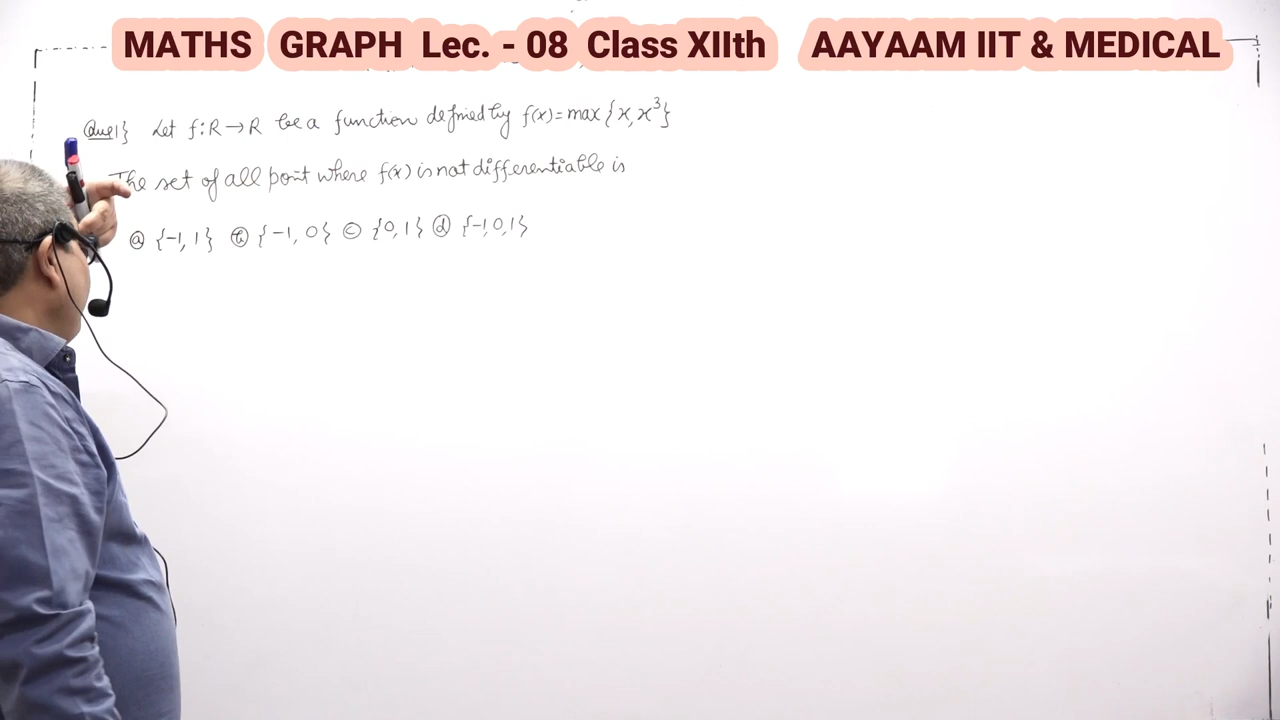 MATHS GRAPH Lec. - 08 Class XIIth AAYAAM IIT & MEDICAL
Que1} Let f:R→R be a function defined by f(x)=max{x,x³}
The set of all point where f(x) is not differentiable is
ⓐ {-1, 1} ⓑ {-1, 0} ⓒ {0, 1} ⓓ {-1,0,1}